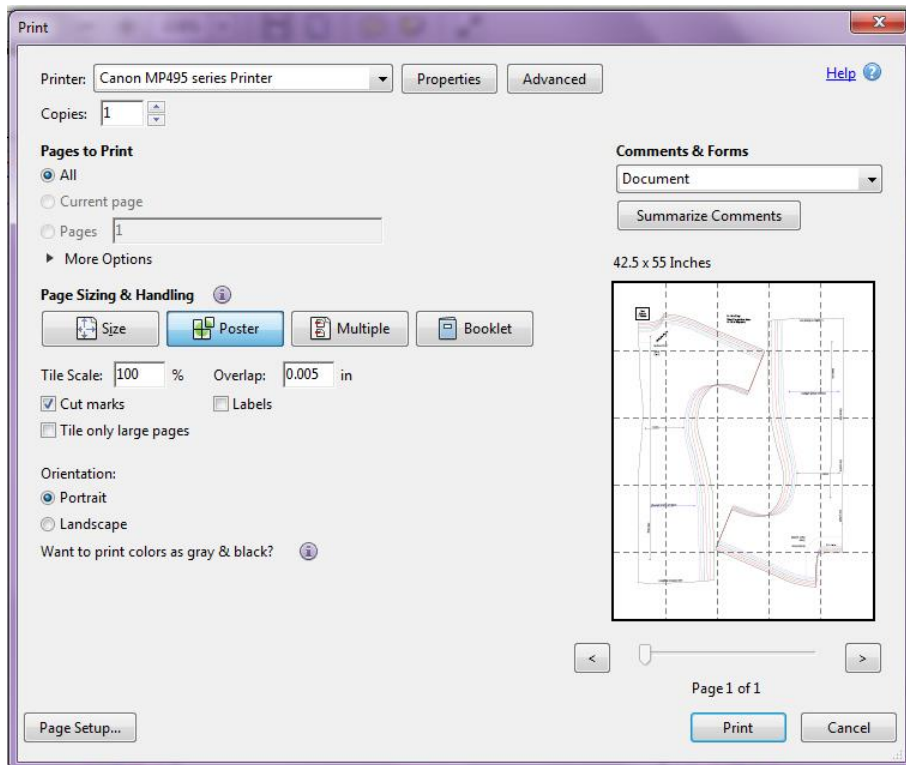 Print
Printer: Canon MP495 series Printer Properties Advanced Help
Copies: 1
Pages to Print
All
Current page
Pages 1
More Options
Comments & Forms
Document
Summarize Comments
42.5 x 55 Inches
Page Sizing & Handling
Size Poster Multiple Booklet
Tile Scale: 100 % Overlap: 0.005 in
Cut marks Labels
Tile only large pages
Orientation:
Portrait
Landscape
Want to print colors as gray & black?
< >
Page 1 of 1
Page Setup... Print Cancel